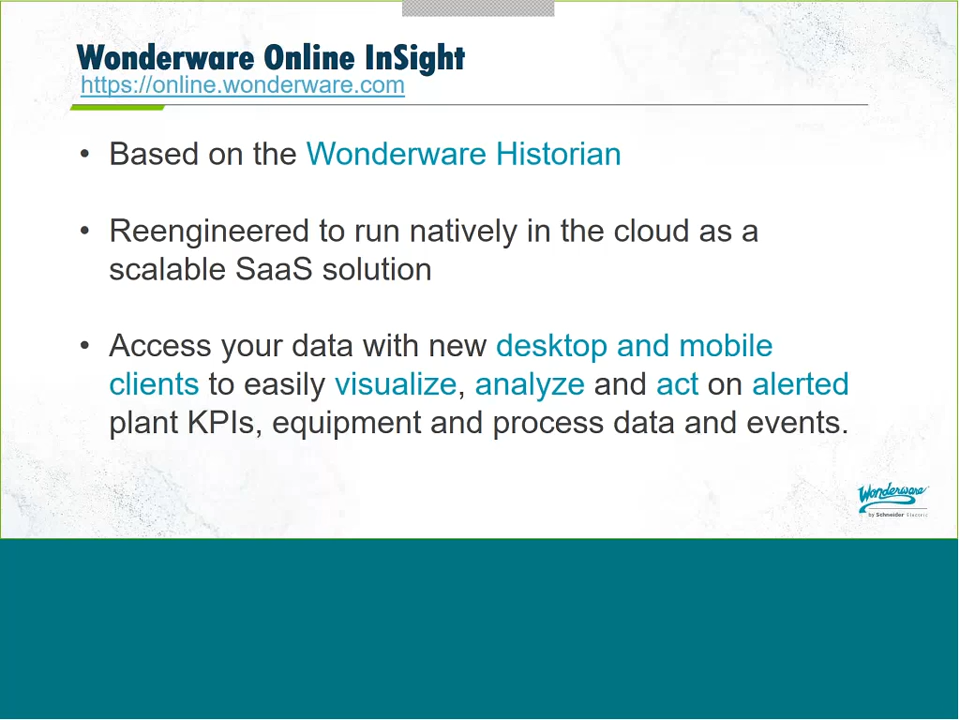 Wonderware Online InSight
https://online.wonderware.com
• Based on the Wonderware Historian
• Reengineered to run natively in the cloud as a
scalable SaaS solution
• Access your data with new desktop and mobile
clients to easily visualize, analyze and act on alerted
plant KPIs, equipment and process data and events.
Wonderware
by Schneider Electric